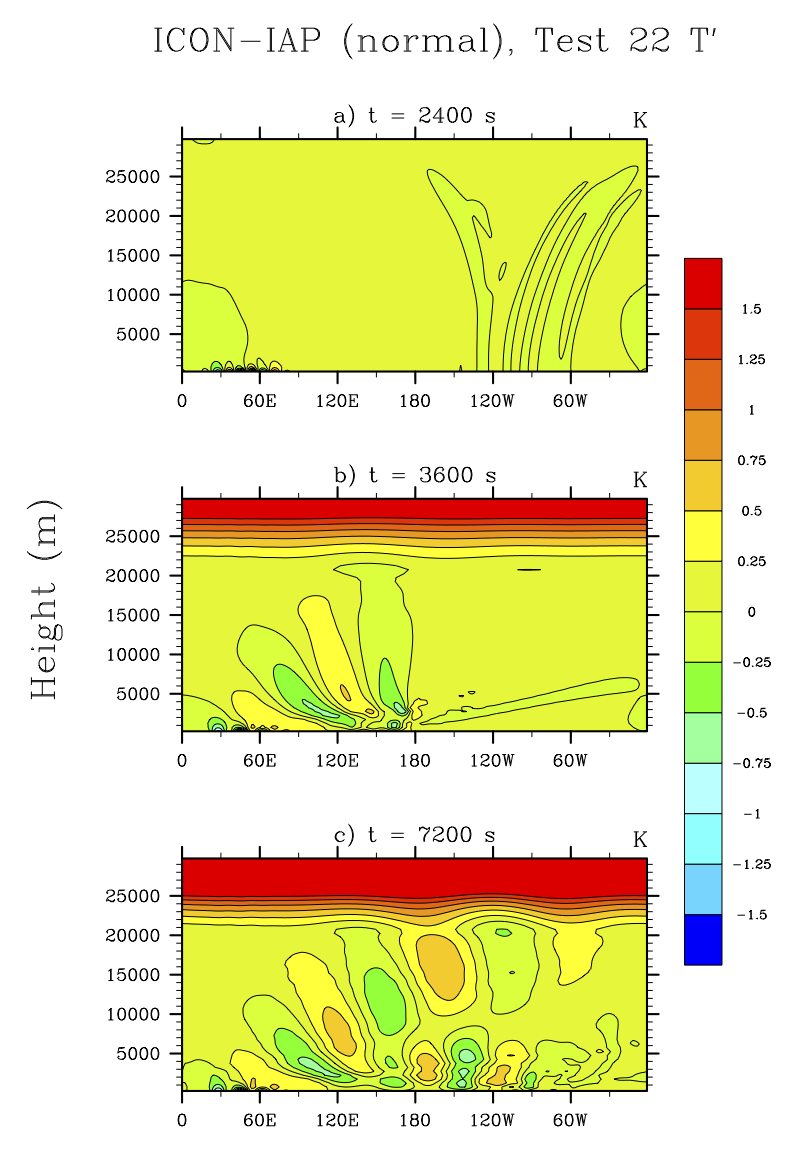 ICON−IAP (normal), Test 22 T′
a) t = 2400 s
K
25000
20000
15000
10000
5000
0 60E 120E 180 120W 60W
b) t = 3600 s
K
25000
20000
15000
10000
5000
0 60E 120E 180 120W 60W
c) t = 7200 s
K
25000
20000
15000
10000
5000
0 60E 120E 180 120W 60W
Height (m)
1.5
1.25
1
0.75
0.5
0.25
0
−0.25
−0.5
−0.75
−1
−1.25
−1.5